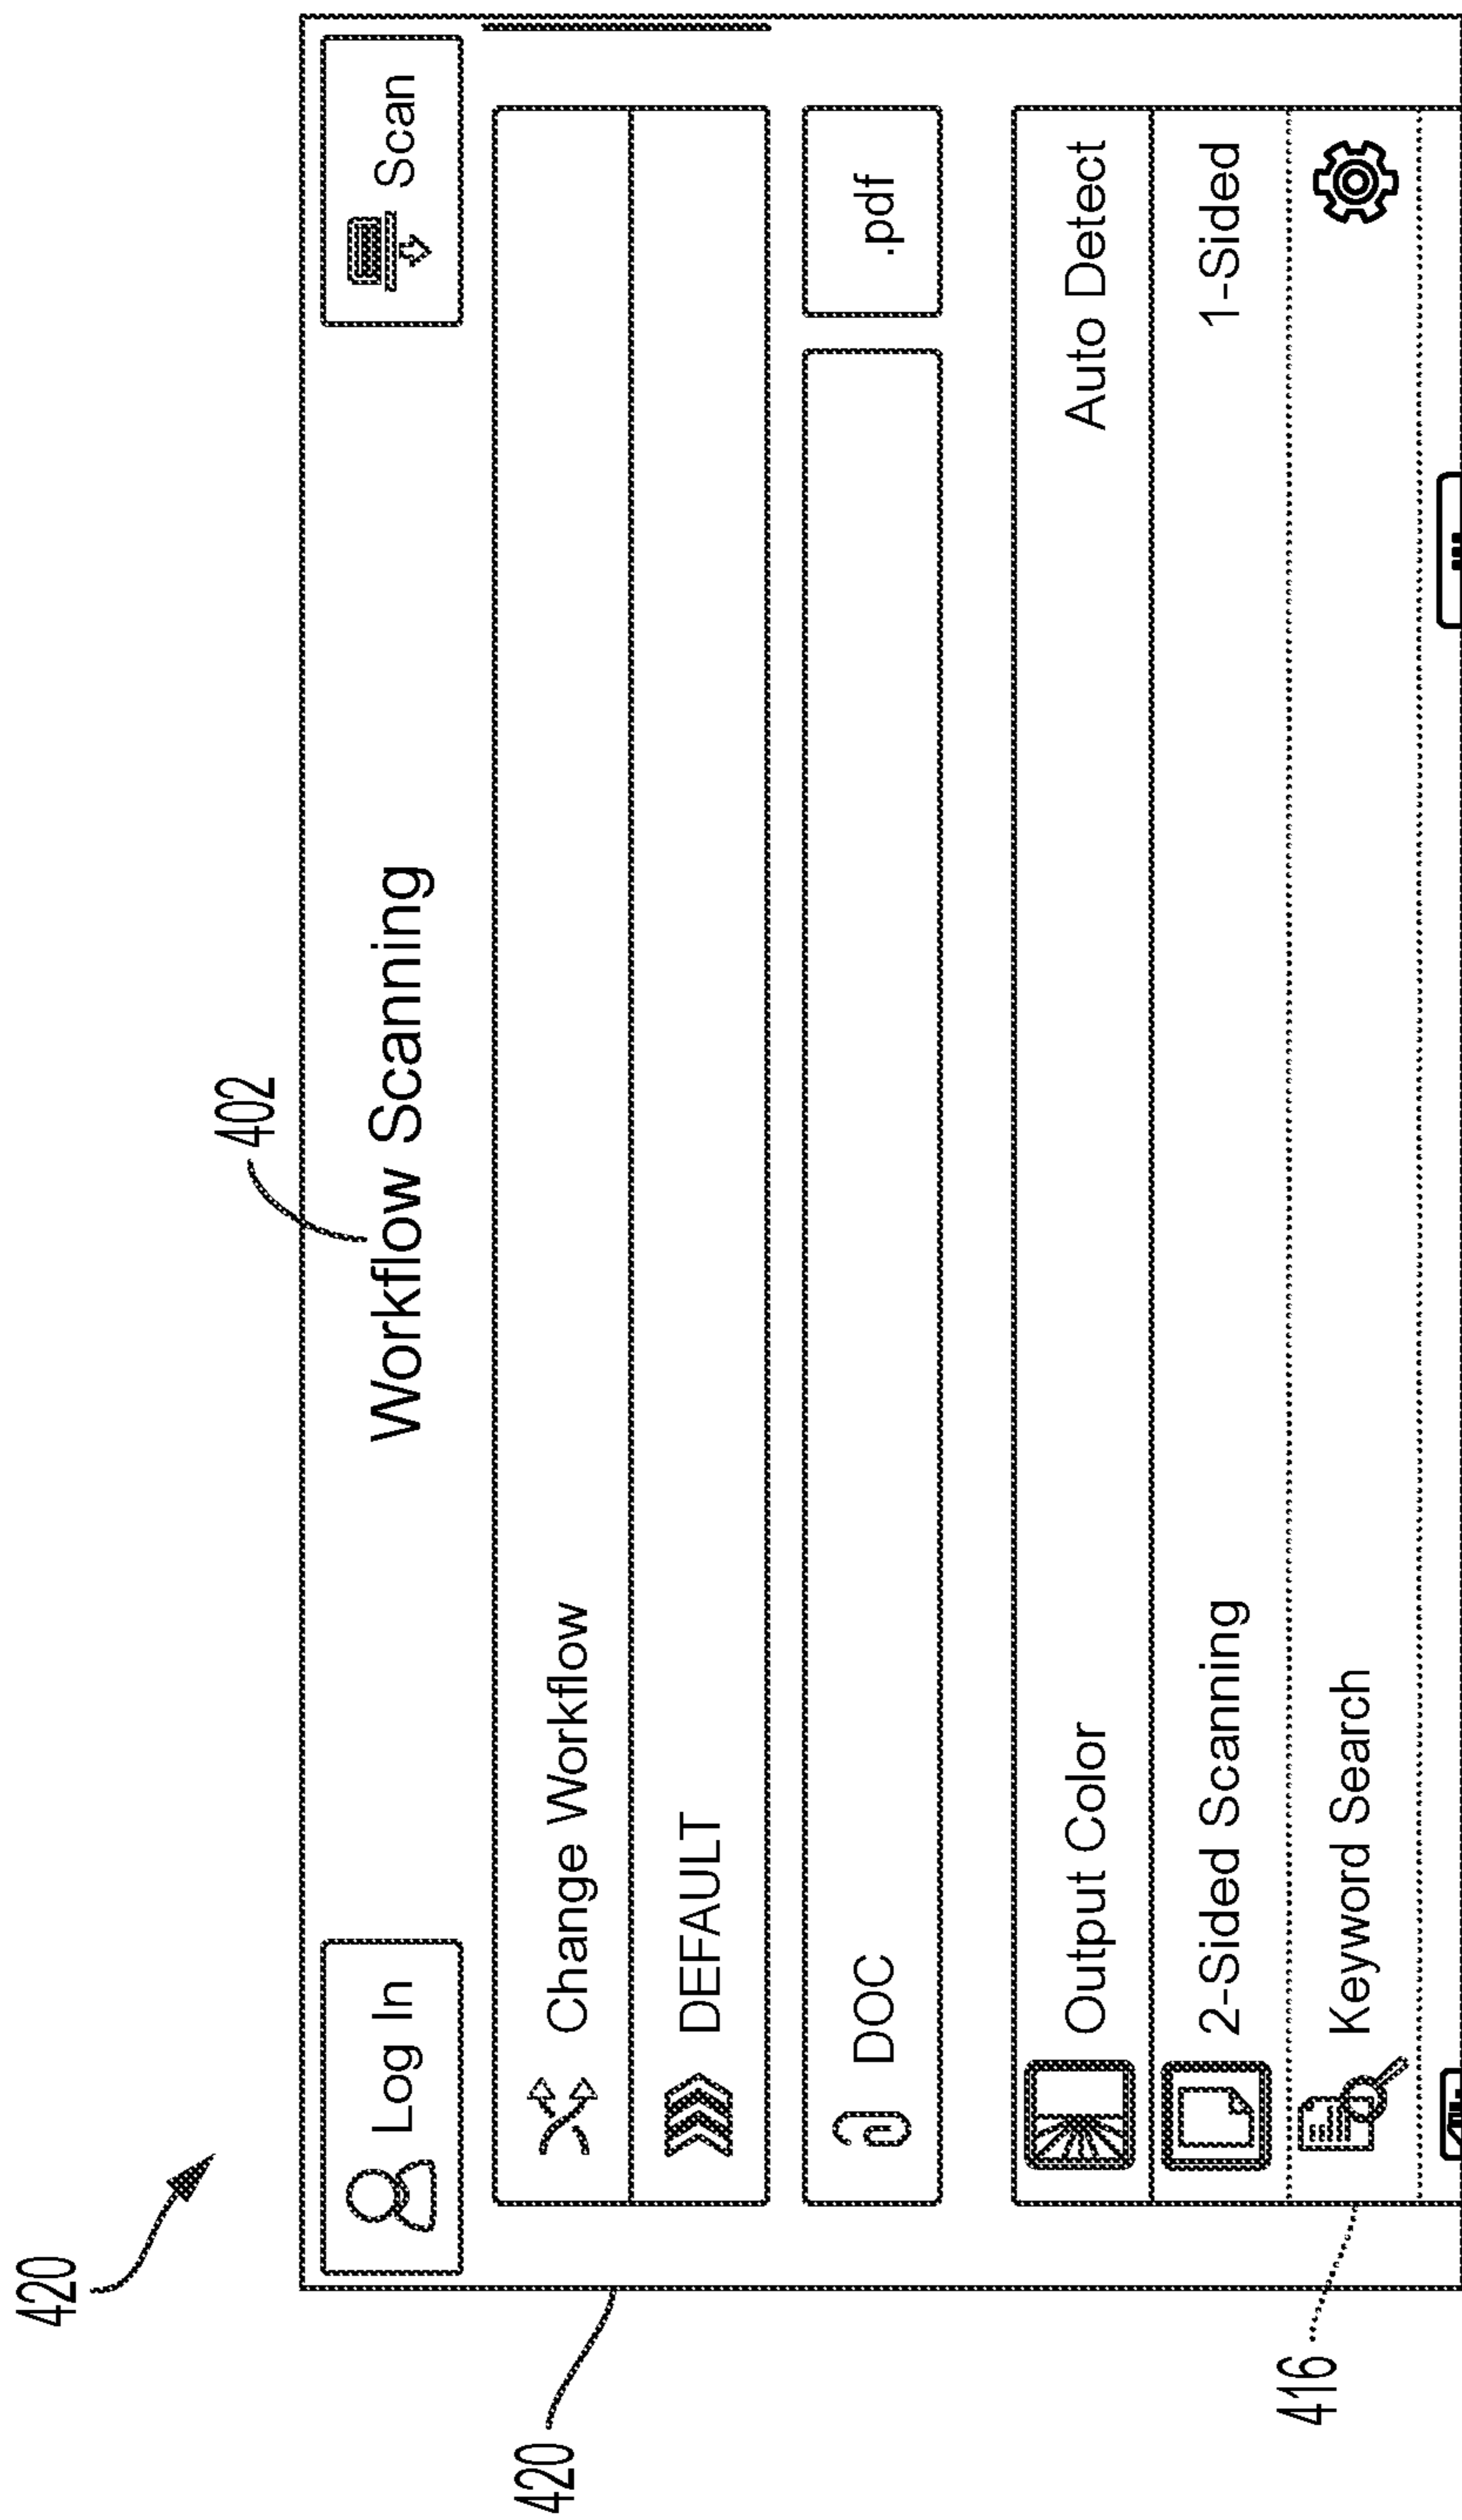 420
402
Log In
Workflow Scanning
Scan
420
Change Workflow
DEFAULT
DOC
.pdf
Output Color
Auto Detect
2-Sided Scanning
1-Sided
416
Keyword Search